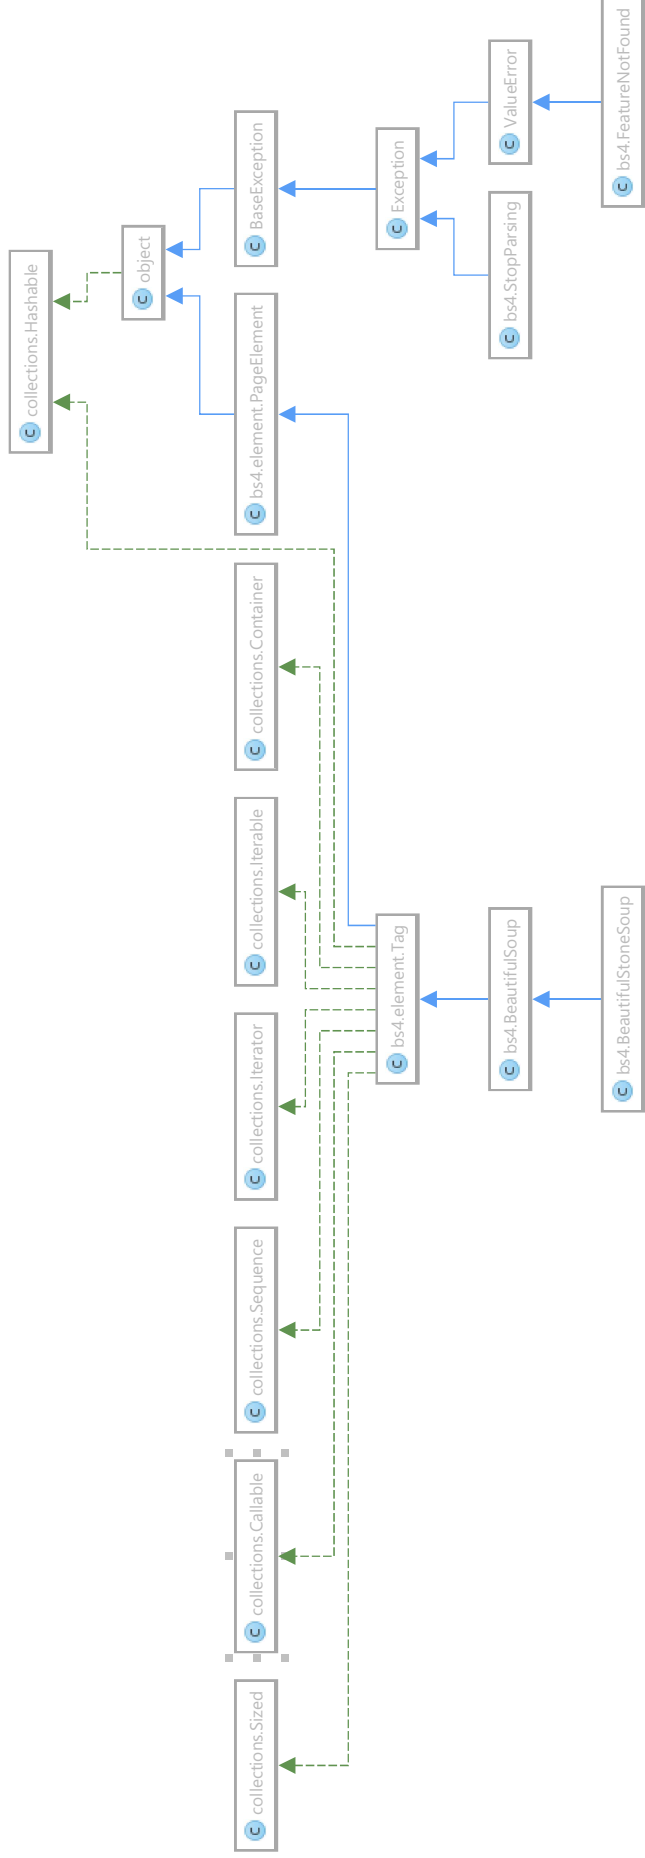 collections.Hashable
object
BaseException
bs4.element.PageElement
collections.Container
collections.Iterable
collections.Iterator
collections.Sequence
collections.Callable
collections.Sized
Exception
bs4.element.Tag
ValueError
bs4.StopParsing
bs4.BeautifulSoup
bs4.FeatureNotFound
bs4.BeautifulStoneSoup